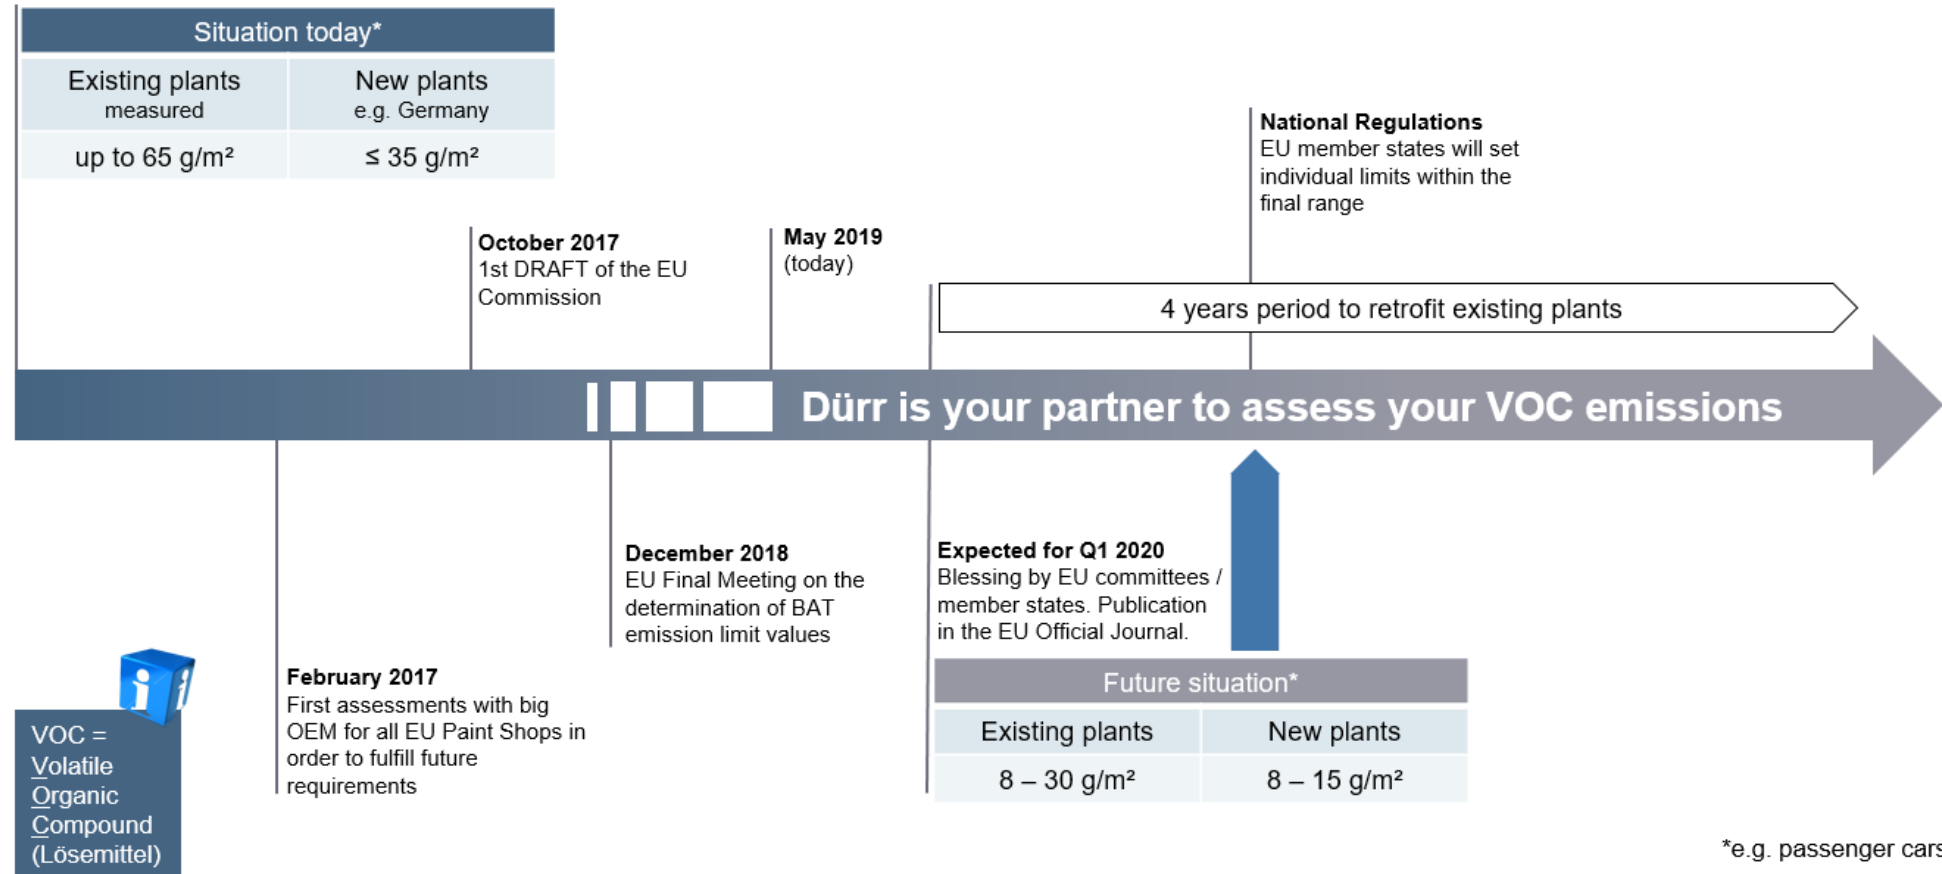 Situation today*
Existing plants
measured
New plants
e.g. Germany
up to 65 g/m²
≤ 35 g/m²
National Regulations
EU member states will set
individual limits within the
final range
October 2017
1st DRAFT of the EU
Commission
May 2019
(today)
4 years period to retrofit existing plants
Dürr is your partner to assess your VOC emissions
December 2018
EU Final Meeting on the
determination of BAT
emission limit values
Expected for Q1 2020
Blessing by EU committees /
member states. Publication
in the EU Official Journal.
February 2017
First assessments with big
OEM for all EU Paint Shops in
order to fulfill future
requirements
Future situation*
Existing plants
New plants
8 – 30 g/m²
8 – 15 g/m²
i i
VOC =
Volatile
Organic
Compound
(Lösemittel)
*e.g. passenger cars